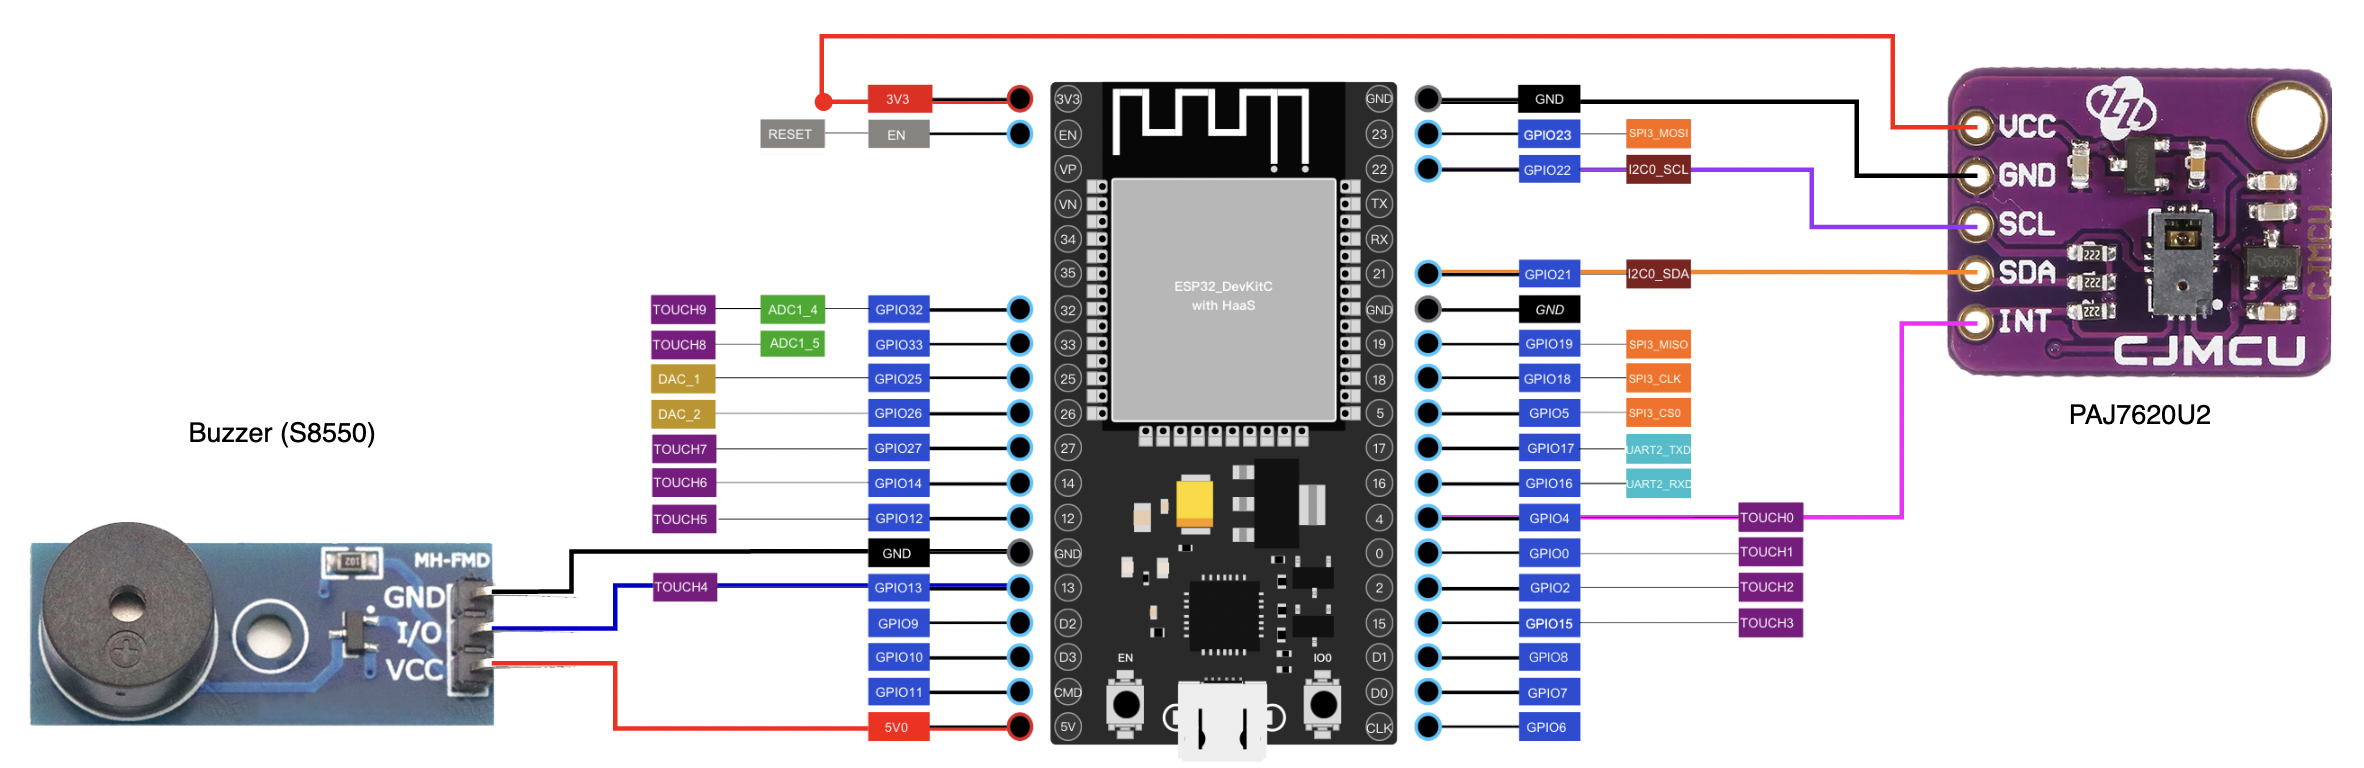 3V3
RESET
EN
TOUCH9
ADC1_4
GPIO32
TOUCH8
ADC1_5
GPIO33
DAC_1
GPIO25
DAC_2
GPIO26
TOUCH7
GPIO27
TOUCH6
GPIO14
TOUCH5
GPIO12
GND
TOUCH4
GPIO13
GPIO9
GPIO10
GPIO11
5V0
Buzzer (S8550)
102
MH-FMD
GND
I/O
VCC
3V3
EN
VP
VN
34
35
32
33
25
26
27
14
12
GND
13
D2
D3
CMD
5V
ESP32_DevKitC
with HaaS
EN
IO0
GND
23
22
TX
RX
21
GND
19
18
5
17
16
4
0
2
15
D1
D0
CLK
GND
GPIO23
SPI3_MOSI
GPIO22
I2C0_SCL
GPIO21
I2C0_SDA
GND
GPIO19
SPI3_MISO
GPIO18
SPI3_CLK
GPIO5
SPI3_CS0
GPIO17
UART2_TXD
GPIO16
UART2_RXD
GPIO4
TOUCH0
GPIO0
TOUCH1
GPIO2
TOUCH2
GPIO15
TOUCH3
GPIO8
GPIO7
GPIO6
VCC
GND
SCL
SDA
INT
222
222
222
CJMCU
CJMCU
PAJ7620U2